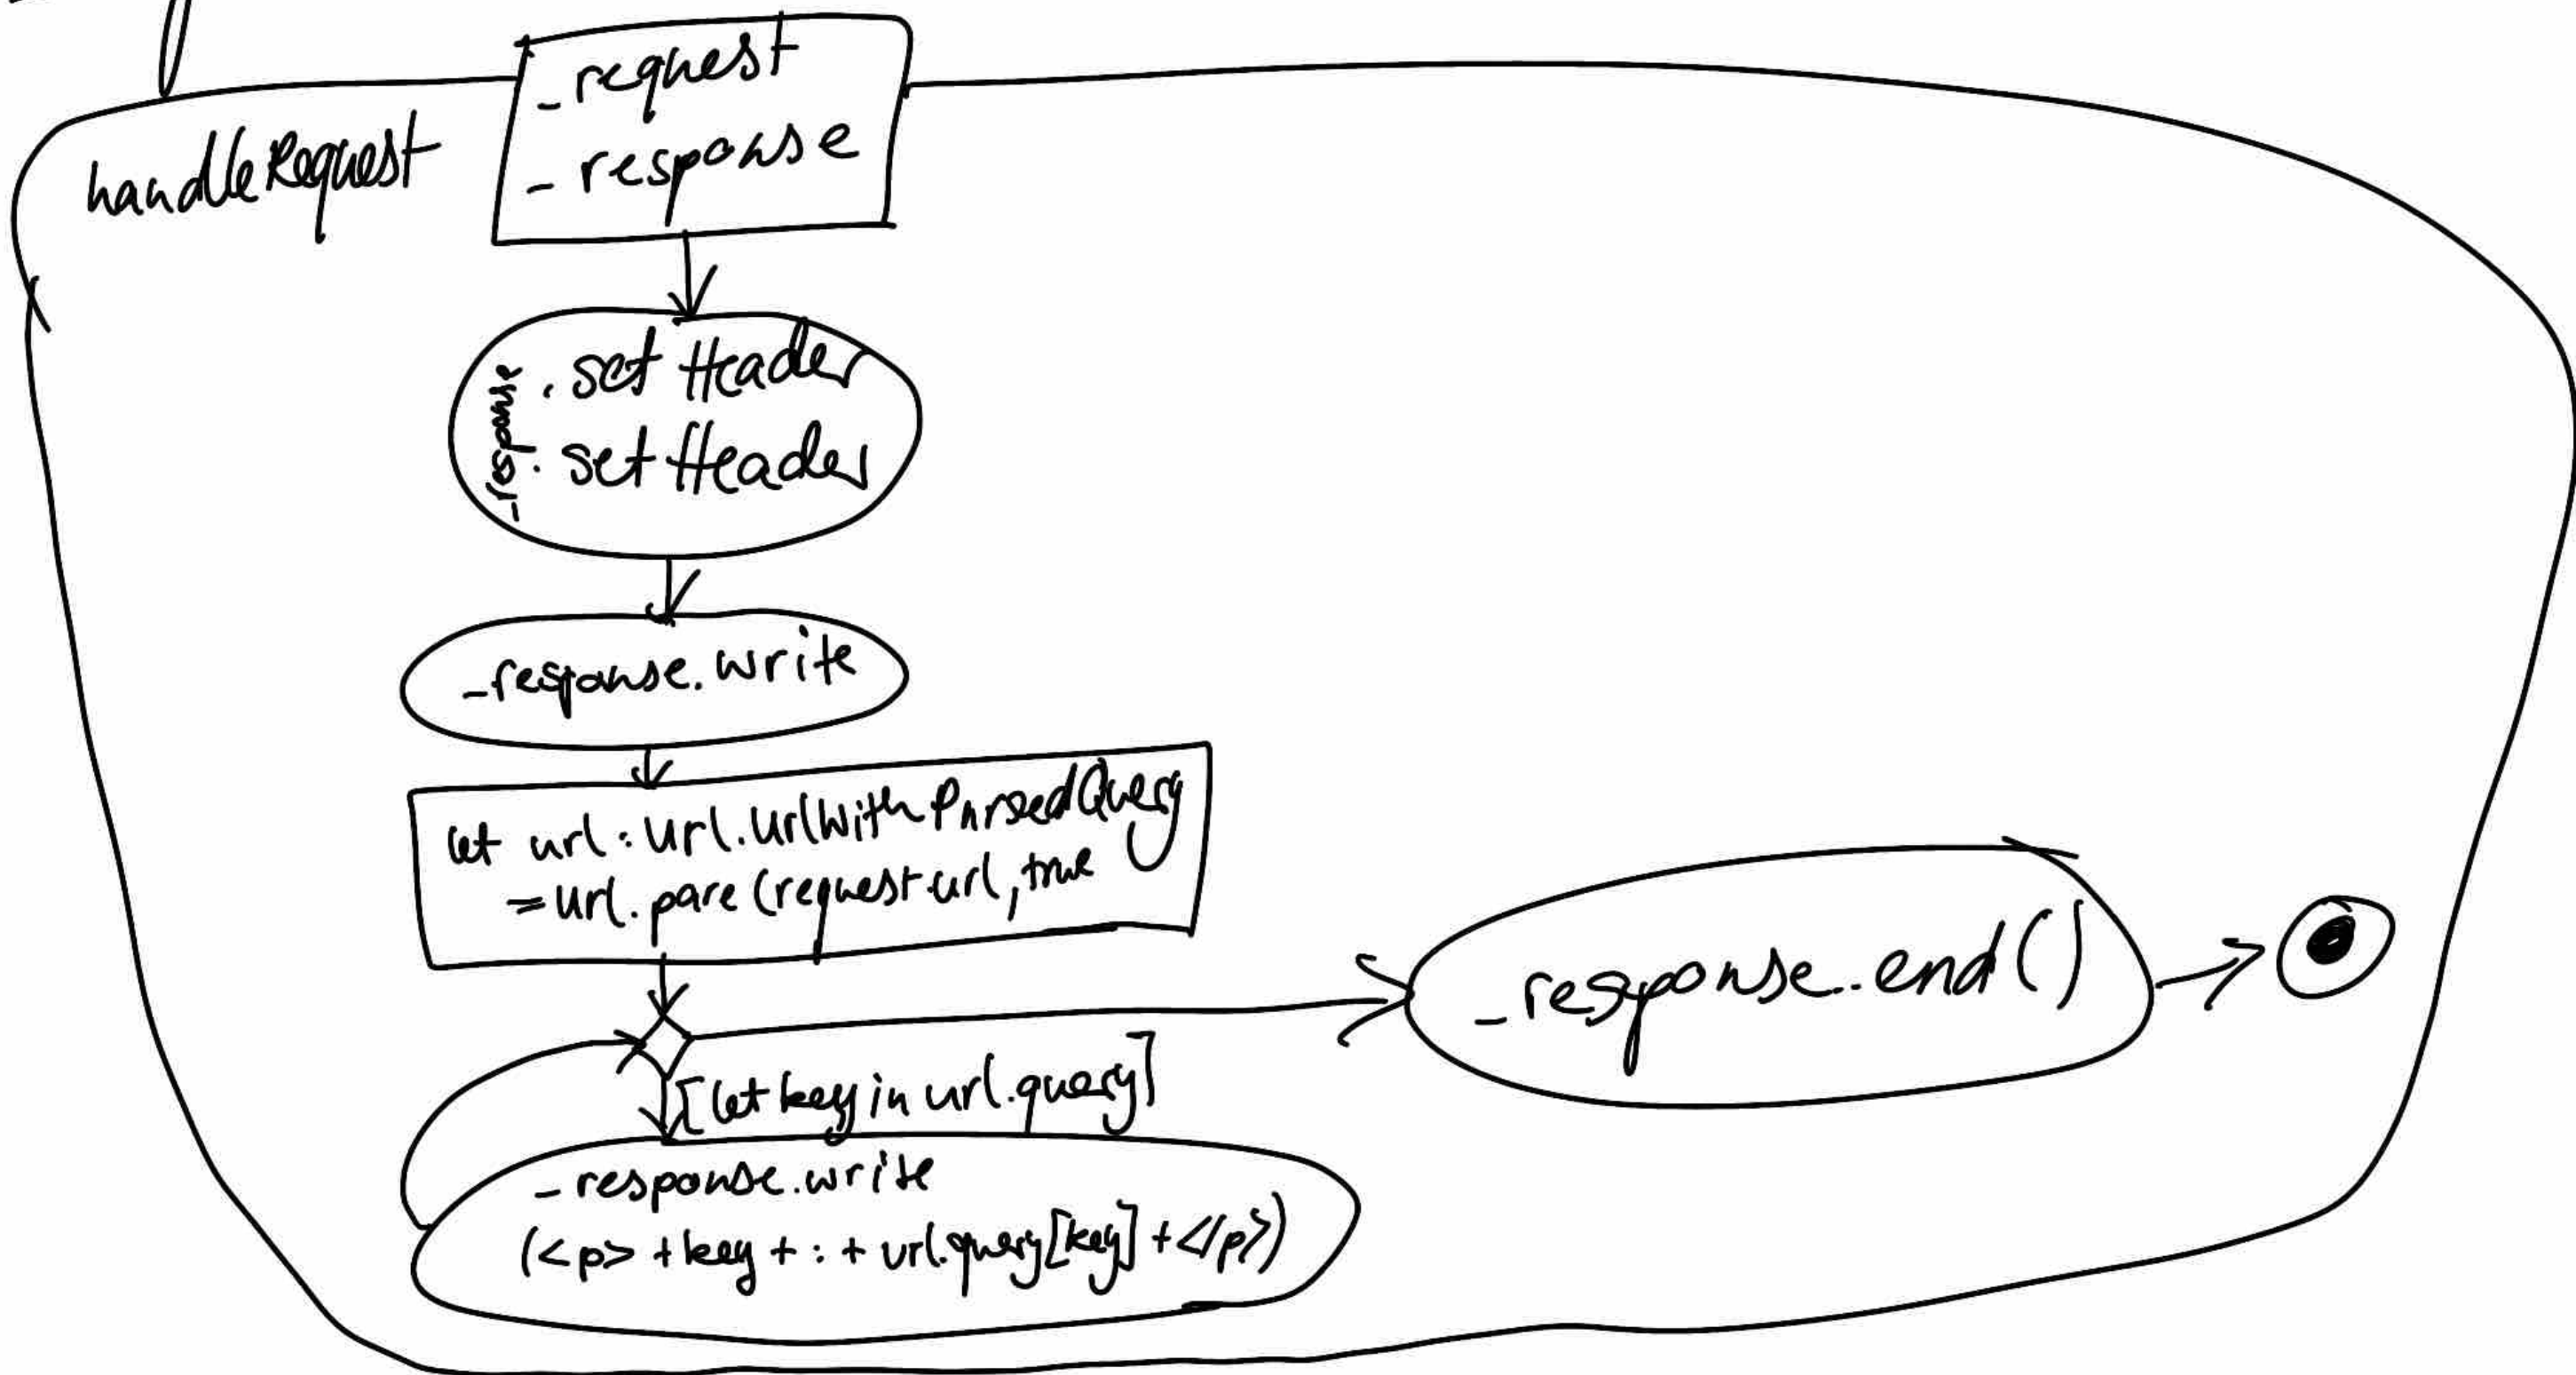 handleRequest
_request
_response
_response
.setHeader
.setHeader
_response.write
let url:Url.UrlWithParsedQuery
=Url.pare(request.url,true
[let key in url.query]
_response.write
(<p>+key+:+url.query[key]+</p>)
_response..end()